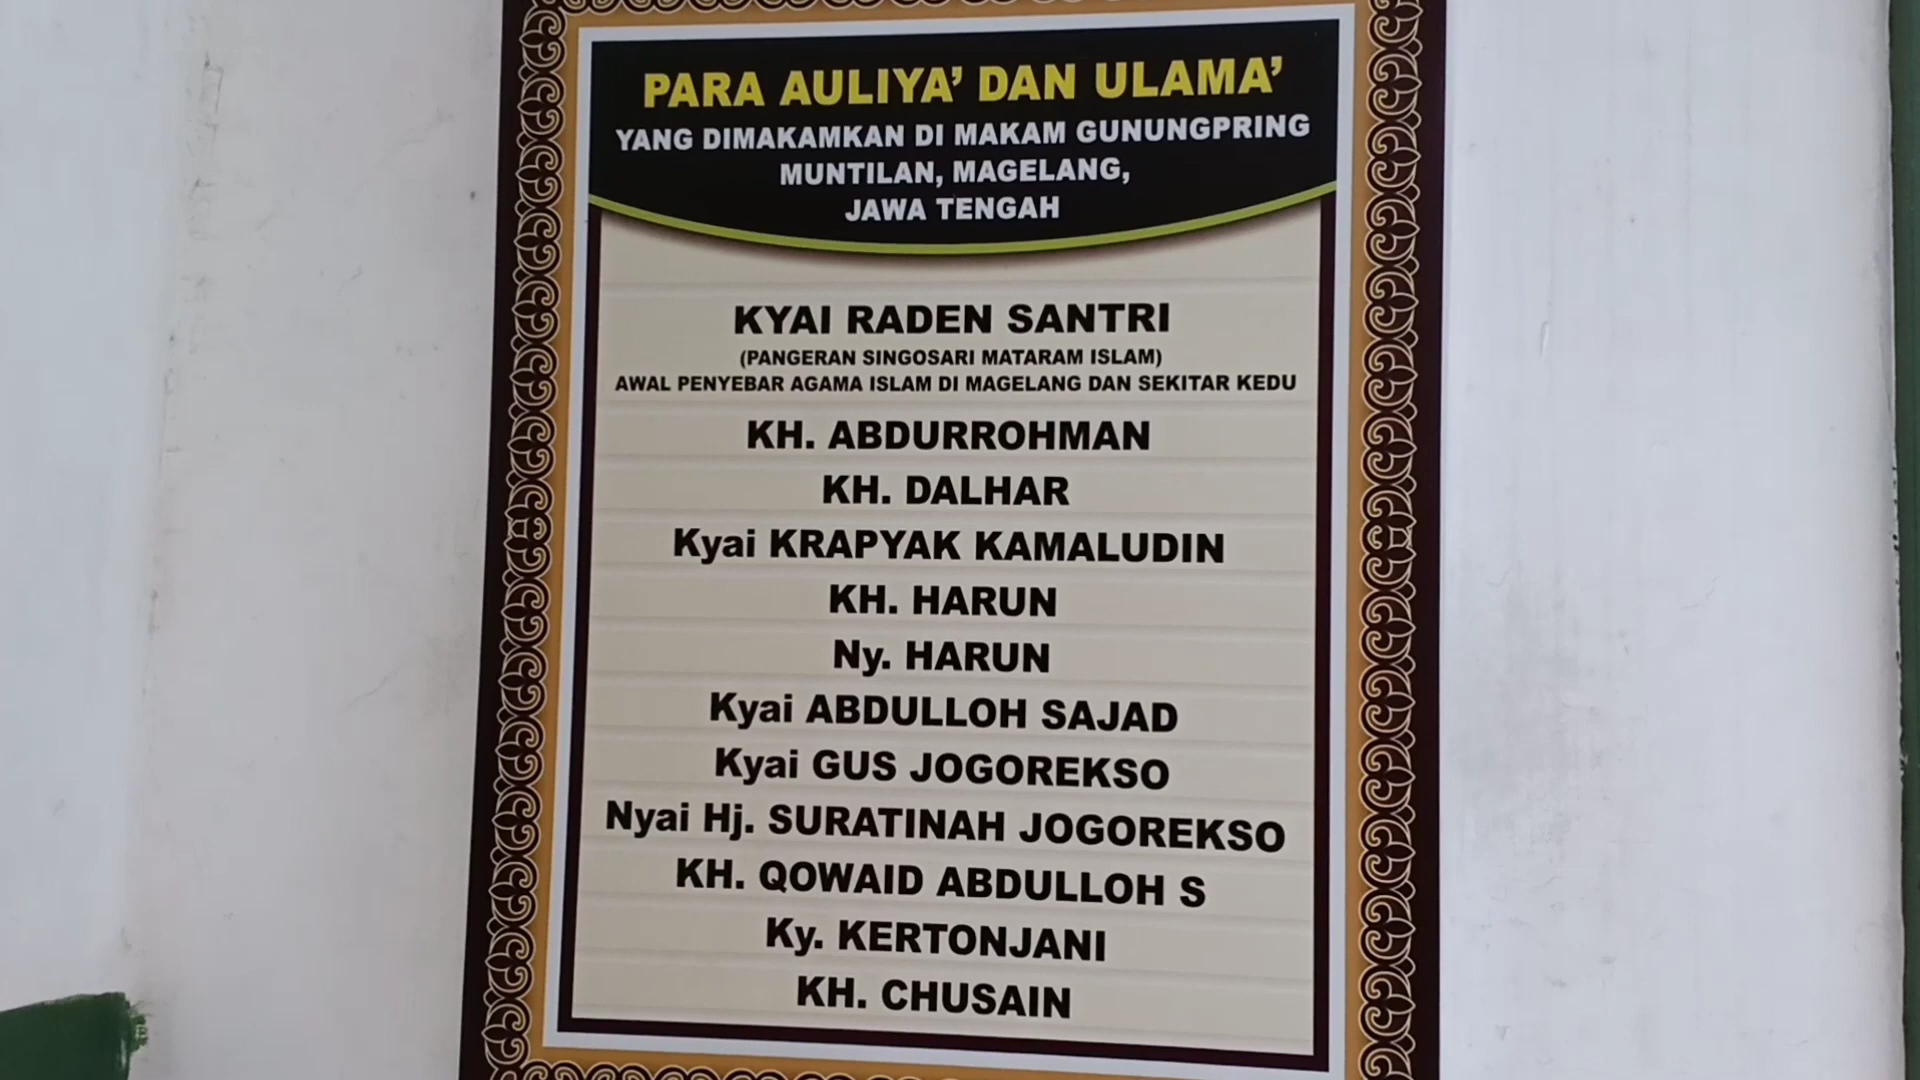 PARA AULIYA’ DAN ULAMA’
YANG DIMAKAMKAN DI MAKAM GUNUNGPRING
MUNTILAN, MAGELANG,
JAWA TENGAH
KYAI RADEN SANTRI
(PANGERAN SINGOSARI MATARAM ISLAM)
AWAL PENYEBAR AGAMA ISLAM DI MAGELANG DAN SEKITAR KEDU
KH. ABDURROHMAN
KH. DALHAR
Kyai KRAPYAK KAMALUDIN
KH. HARUN
Ny. HARUN
Kyai ABDULLOH SAJAD
Kyai GUS JOGOREKSO
Nyai Hj. SURATINAH JOGOREKSO
KH. QOWAID ABDULLOH S
Ky. KERTONJANI
KH. CHUSAIN